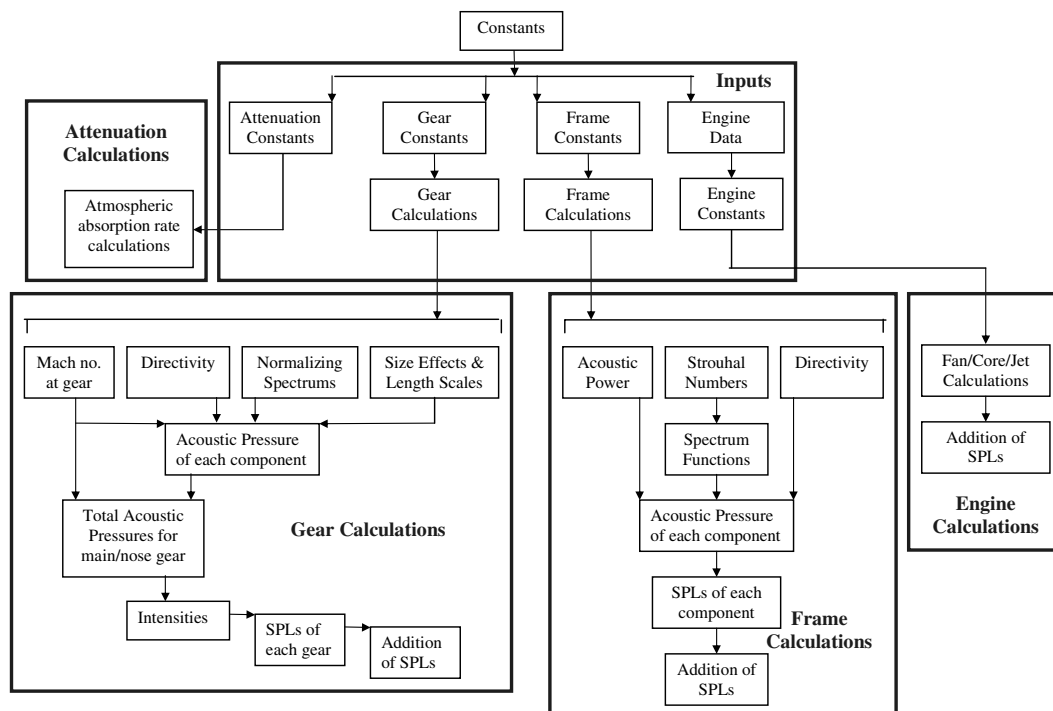 Constants
Inputs
Attenuation
Constants
Gear
Constants
Frame
Constants
Engine
Data
Gear
Calculations
Frame
Calculations
Engine
Constants
Attenuation
Calculations
Atmospheric
absorption rate
calculations
Mach no.
at gear
Directivity
Normalizing
Spectrums
Size Effects &
Length Scales
Acoustic Pressure
of each component
Total Acoustic
Pressures for
main/nose gear
Gear Calculations
Intensities
SPLs of
each gear
Addition
of SPLs
Acoustic
Power
Strouhal
Numbers
Directivity
Spectrum
Functions
Acoustic Pressure
of each component
SPLs of each
component
Frame
Calculations
Addition of
SPLs
Fan/Core/Jet
Calculations
Addition of
SPLs
Engine
Calculations